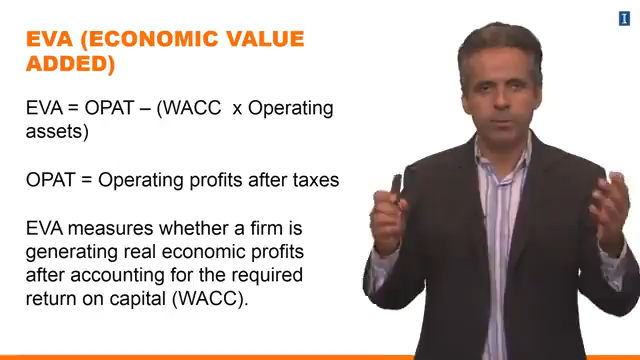 EVA (ECONOMIC VALUE
ADDED)
EVA = OPAT – (WACC x Operating
assets)
OPAT = Operating profits after taxes
EVA measures whether a firm is
generating real economic profits
after accounting for the required
return on capital (WACC).
I